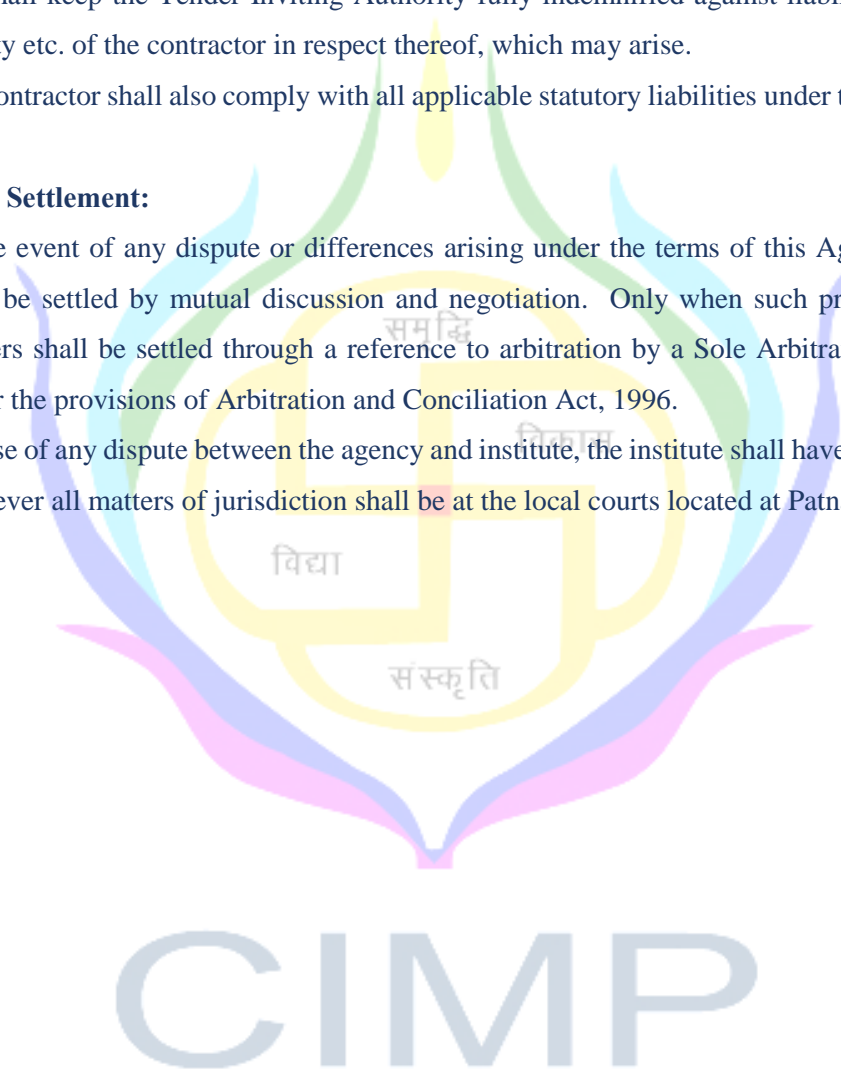 all keep the Tender Inviting Authority fully indemnified against liabil
ty etc. of the contractor in respect thereof, which may arise.
ontractor shall also comply with all applicable statutory liabilities under t
Settlement:
e event of any dispute or differences arising under the terms of this Ag
be settled by mutual discussion and negotiation. Only when such pr
समृद्धि
ers shall be settled through a reference to arbitration by a Sole Arbitra
r the provisions of Arbitration and Conciliation Act, 1996.
विकास
se of any dispute between the agency and institute, the institute shall have
ever all matters of jurisdiction shall be at the local courts located at Patn
विद्या
संस्कृति
CIMP